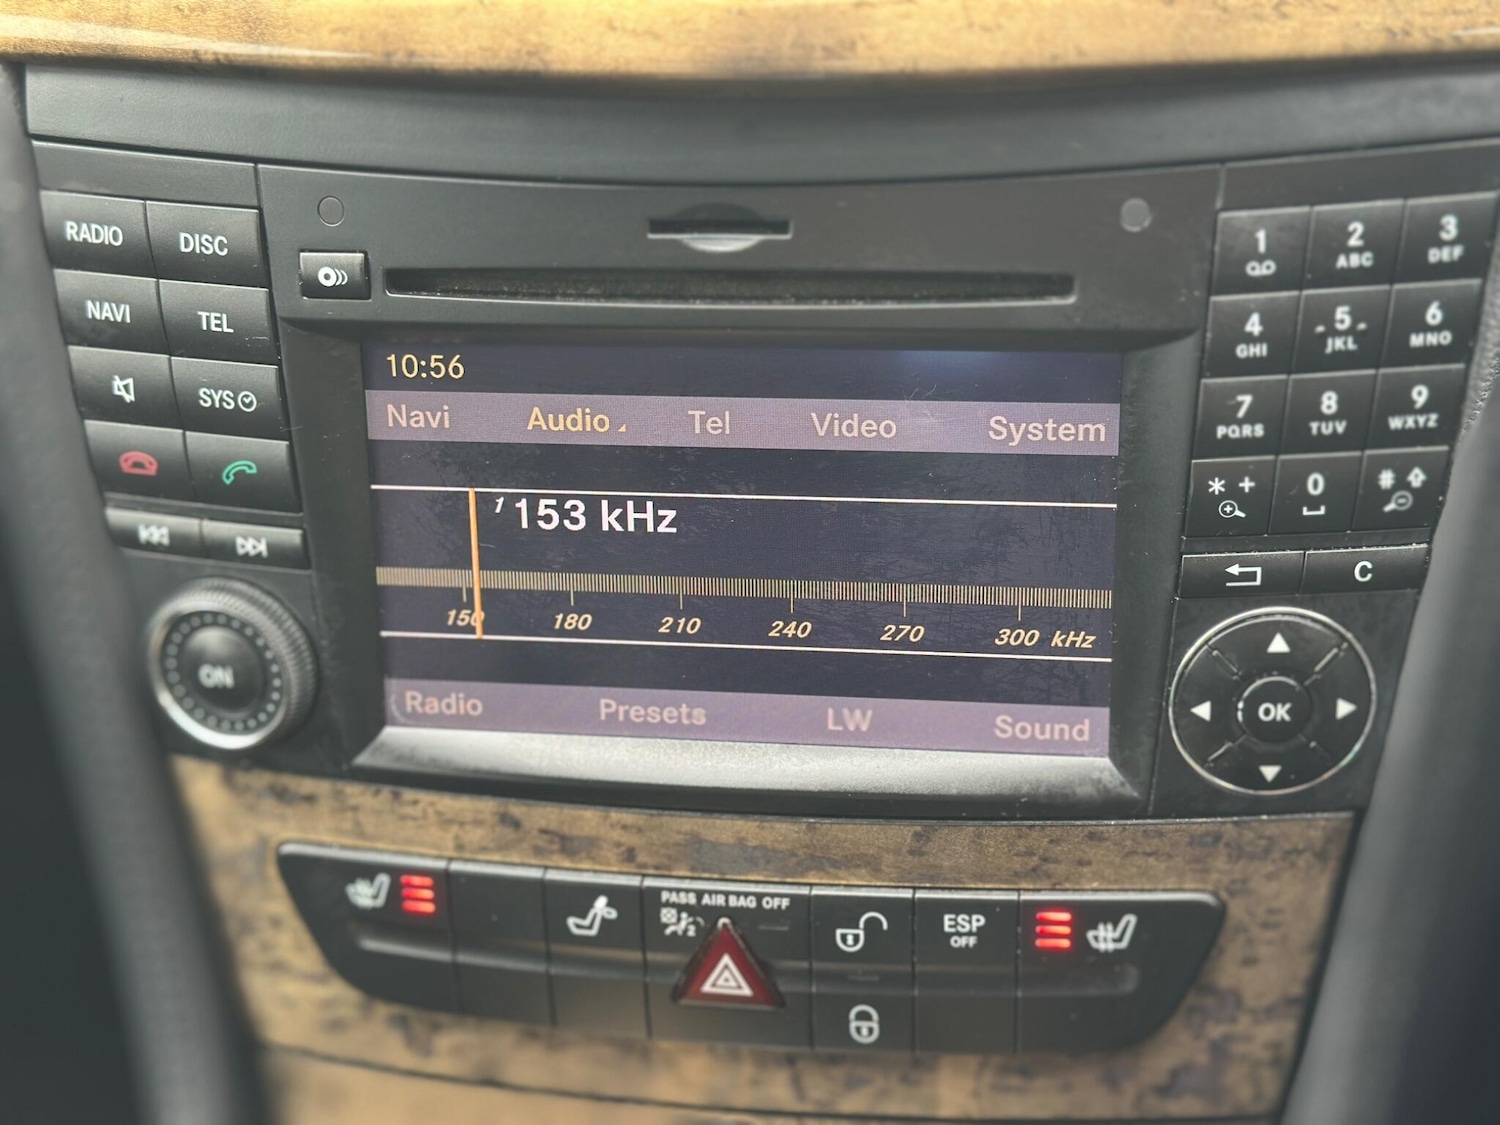 RADIO DISC
NAVI TEL
SYS
ON
10:56
Navi Audio Tel Video System
1 153 kHz
150 180 210 240 270 300 kHz
Radio Presets LW Sound
1 2 ABC 3 DEF
4 GHI 5 JKL 6 MNO
7 PQRS 8 TUV 9 WXYZ
* + 0 #
C
OK
PASS AIR BAG OFF
ESP
OFF